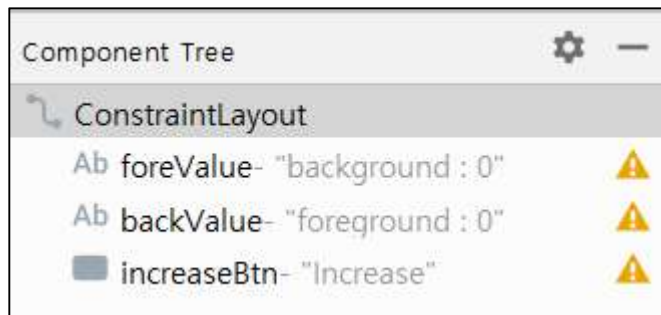 Component Tree
ConstraintLayout
Ab foreValue- "background : 0"
Ab backValue- "foreground : 0"
increaseBtn- "Increase"